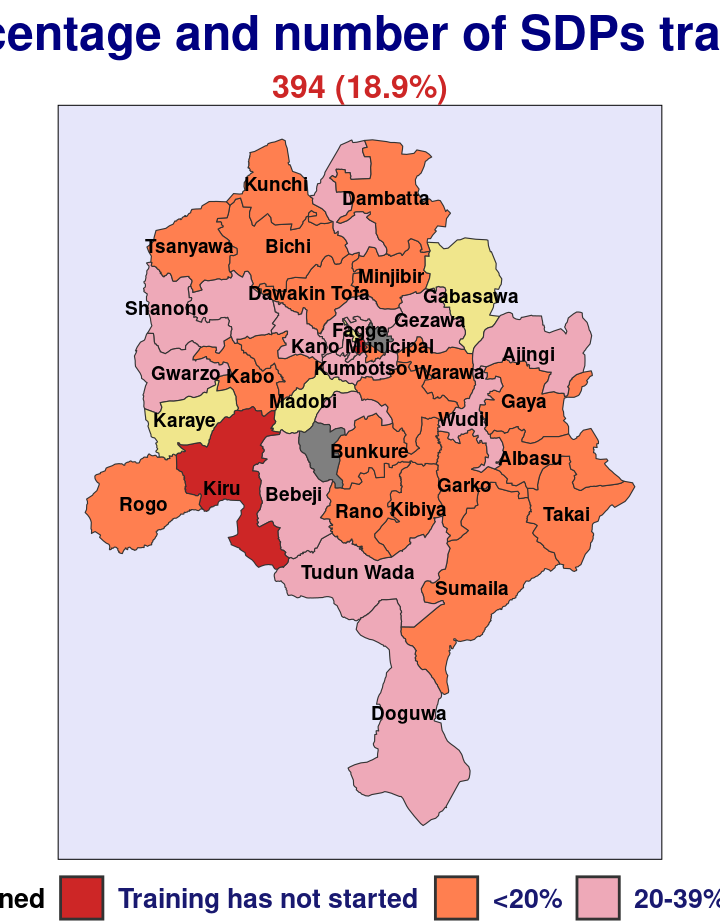 centage and number of SDPs tra
394 (18.9%)
Kunchi
Dambatta
Tsanyawa
Bichi
Minjibir
Dawakin Tofa
Gabasawa
Shanono
Gezawa
Fagge
Kano Municipal
Ajingi
Kumbotso
Gwarzo
Kabo
Warawa
Madobi
Gaya
Karaye
Wudil
Bunkure
Albasu
Kiru
Bebeji
Garko
Rogo
Rano
Kibiya
Takai
Tudun Wada
Sumaila
Doguwa
ned Training has not started <20% 20-39%